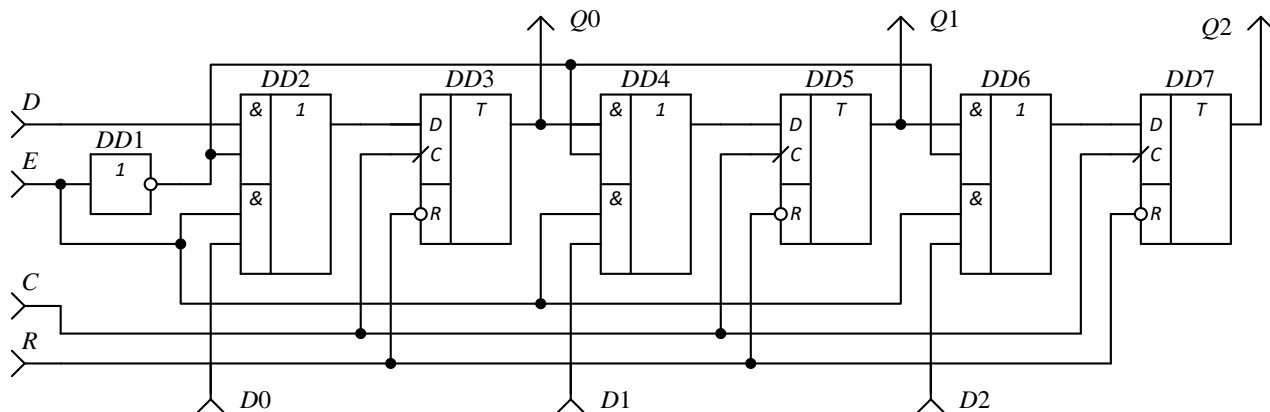 Q0 Q1 Q2
DD2 DD3 DD4 DD5 DD6 DD7
D & 1 D T & 1 D T & 1 D T
E DD1 1 C C C
& R & R & R
C
R
D0 D1 D2